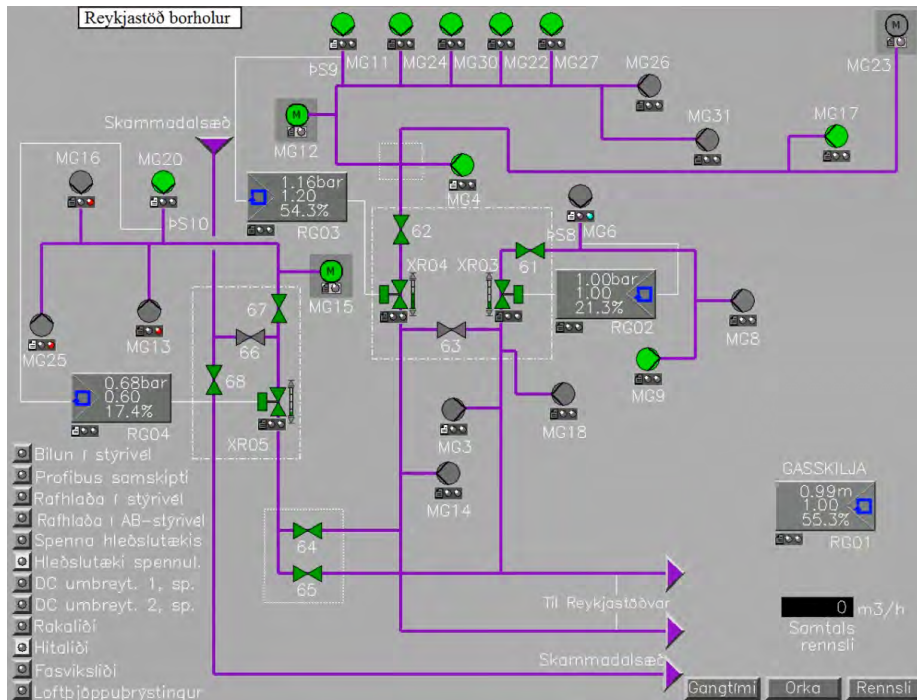 Reykjastöð borholur
MG11
MG24
MG30
MG22
MG27
MG26
MG23
ÞS9
MG31
MG17
MG12
Skammadalsæð
MG16
MG20
MG4
1.16bar
1.20
54.3%
RG03
ÞS10
62
ÞS8
MG6
XR04
XR03
61
MG15
67
1.00bar
1.00
21.3%
RG02
MG8
MG25
MG13
66
63
68
MG9
0.68bar
0.60
17.4%
RG04
XR05
MG3
MG18
MG14
Bilun í stýrivél
Profibus samskipti
Rafhlaða í stýrivél
Rafhlaða í AB-stýrivél
Spenna hleðslutækis
Hleðslutæki spennul.
DC umbreyt. 1, sp.
DC umbreyt. 2, sp.
Rakaliði
Hitaliði
Fasviksliði
Loftþjöppuþrýstingur
64
65
GASSKILJA
0.99m
1.00
55.3%
RG01
Til Reykjastöðvar
0 m3/h
Samtals
rennsli
Skammadalsæð
Gangtími
Orka
Rennsli